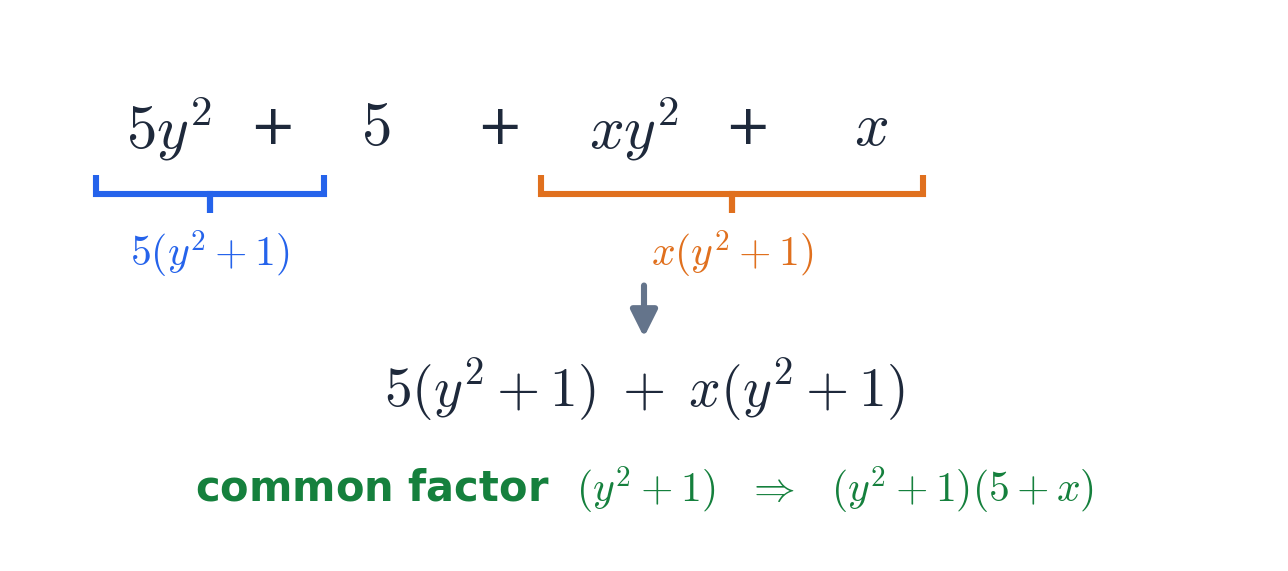 5y² + 5 + xy² + x
5(y² + 1) x(y² + 1)
5(y² + 1) + x(y² + 1)
common factor (y² + 1) ⇒ (y² + 1)(5 + x)